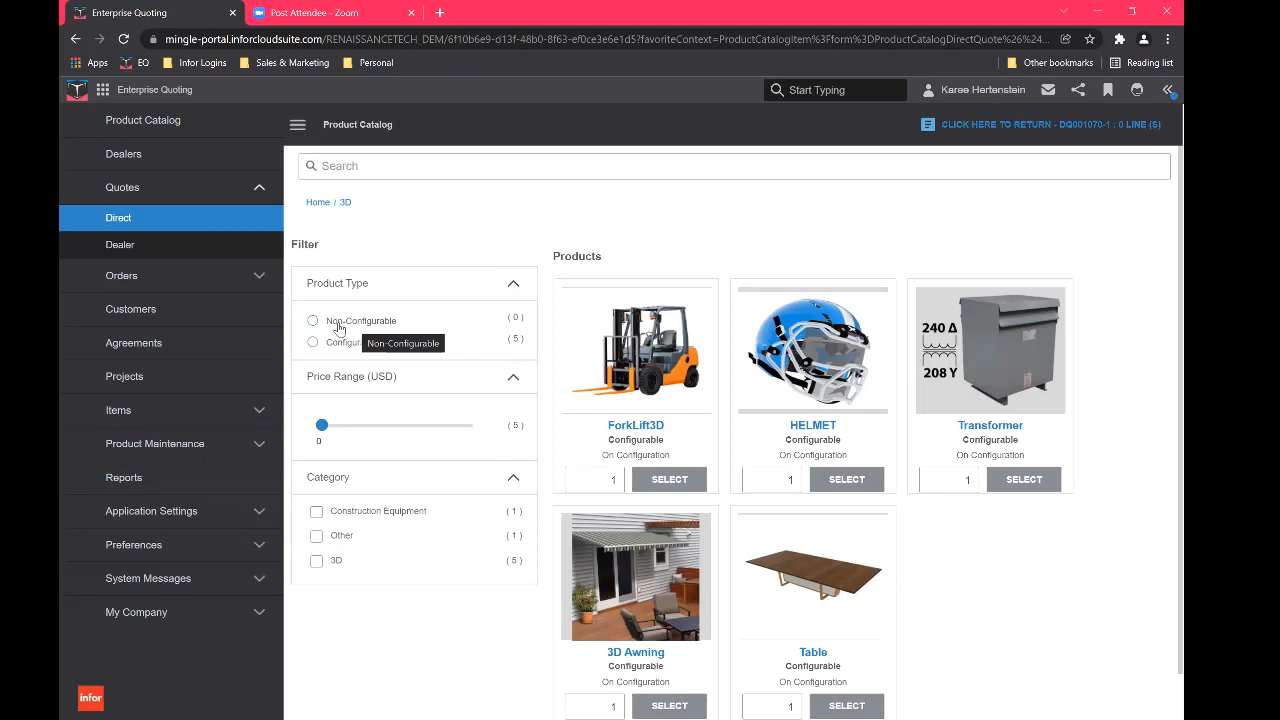 Enterprise Quoting
Post Attendee - Zoom
mingle-portal.inforcloudsuite.com/RENAISSANCETECH_DEM/6f10b6e9-d13f-48b0-8f63-ef0ce3e6e1d5?favoriteContext=ProductCatalogItem%3Fform%3DProductCatalogDirectQuote%26%24...
Apps
EQ
Infor Logins
Sales & Marketing
Personal
Other bookmarks
Reading list
Enterprise Quoting
Start Typing
Karee Hertenstein
Product Catalog
Dealers
Quotes
Direct
Dealer
Orders
Customers
Agreements
Projects
Items
Product Maintenance
Reports
Application Settings
Preferences
System Messages
My Company
infor
Product Catalog
CLICK HERE TO RETURN - DQ001070-1 : 0 LINE (S)
Search
Home / 3D
Filter
Product Type
Non-Configurable ( 0 )
Configura ( 5 )
Non-Configurable
Price Range (USD)
( 5 )
0
Category
Construction Equipment ( 1 )
Other ( 1 )
3D ( 5 )
Products
ForkLift3D
Configurable
On Configuration
1 SELECT
HELMET
Configurable
On Configuration
1 SELECT
240 Δ
208 Y
Transformer
Configurable
On Configuration
1 SELECT
3D Awning
Configurable
On Configuration
1 SELECT
Table
Configurable
On Configuration
1 SELECT